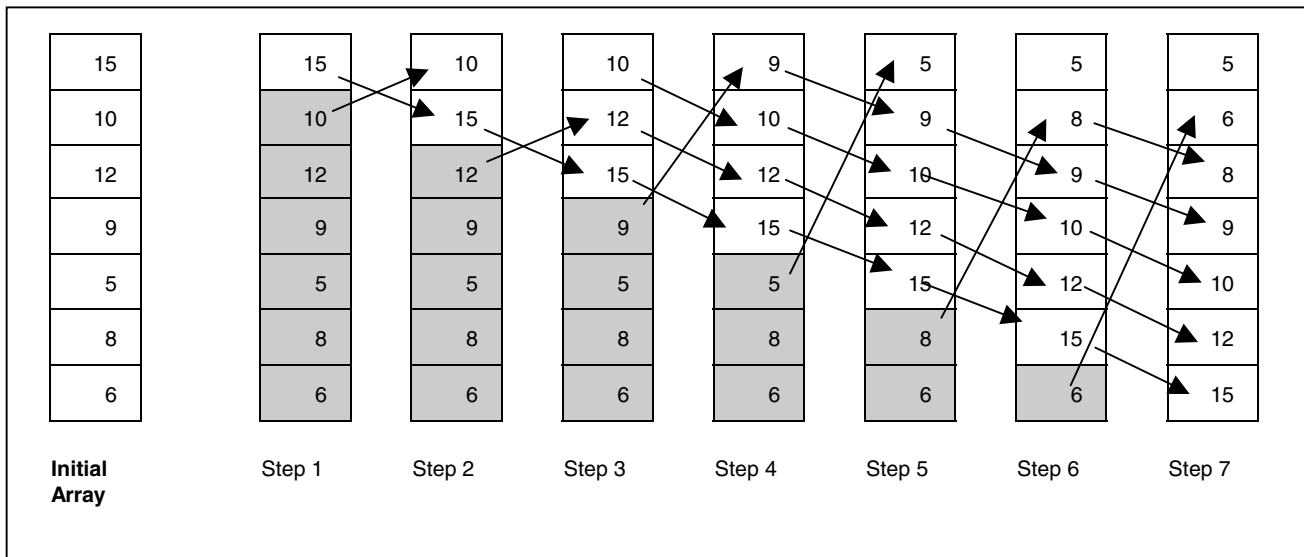 15 15 10 10 9 5 5 5
10 10 15 12 10 9 8 6
12 12 12 15 12 10 9 8
9 9 9 9 15 12 10 9
5 5 5 5 5 15 12 10
8 8 8 8 8 8 15 12
6 6 6 6 6 6 6 15
Initial Step 1 Step 2 Step 3 Step 4 Step 5 Step 6 Step 7
Array